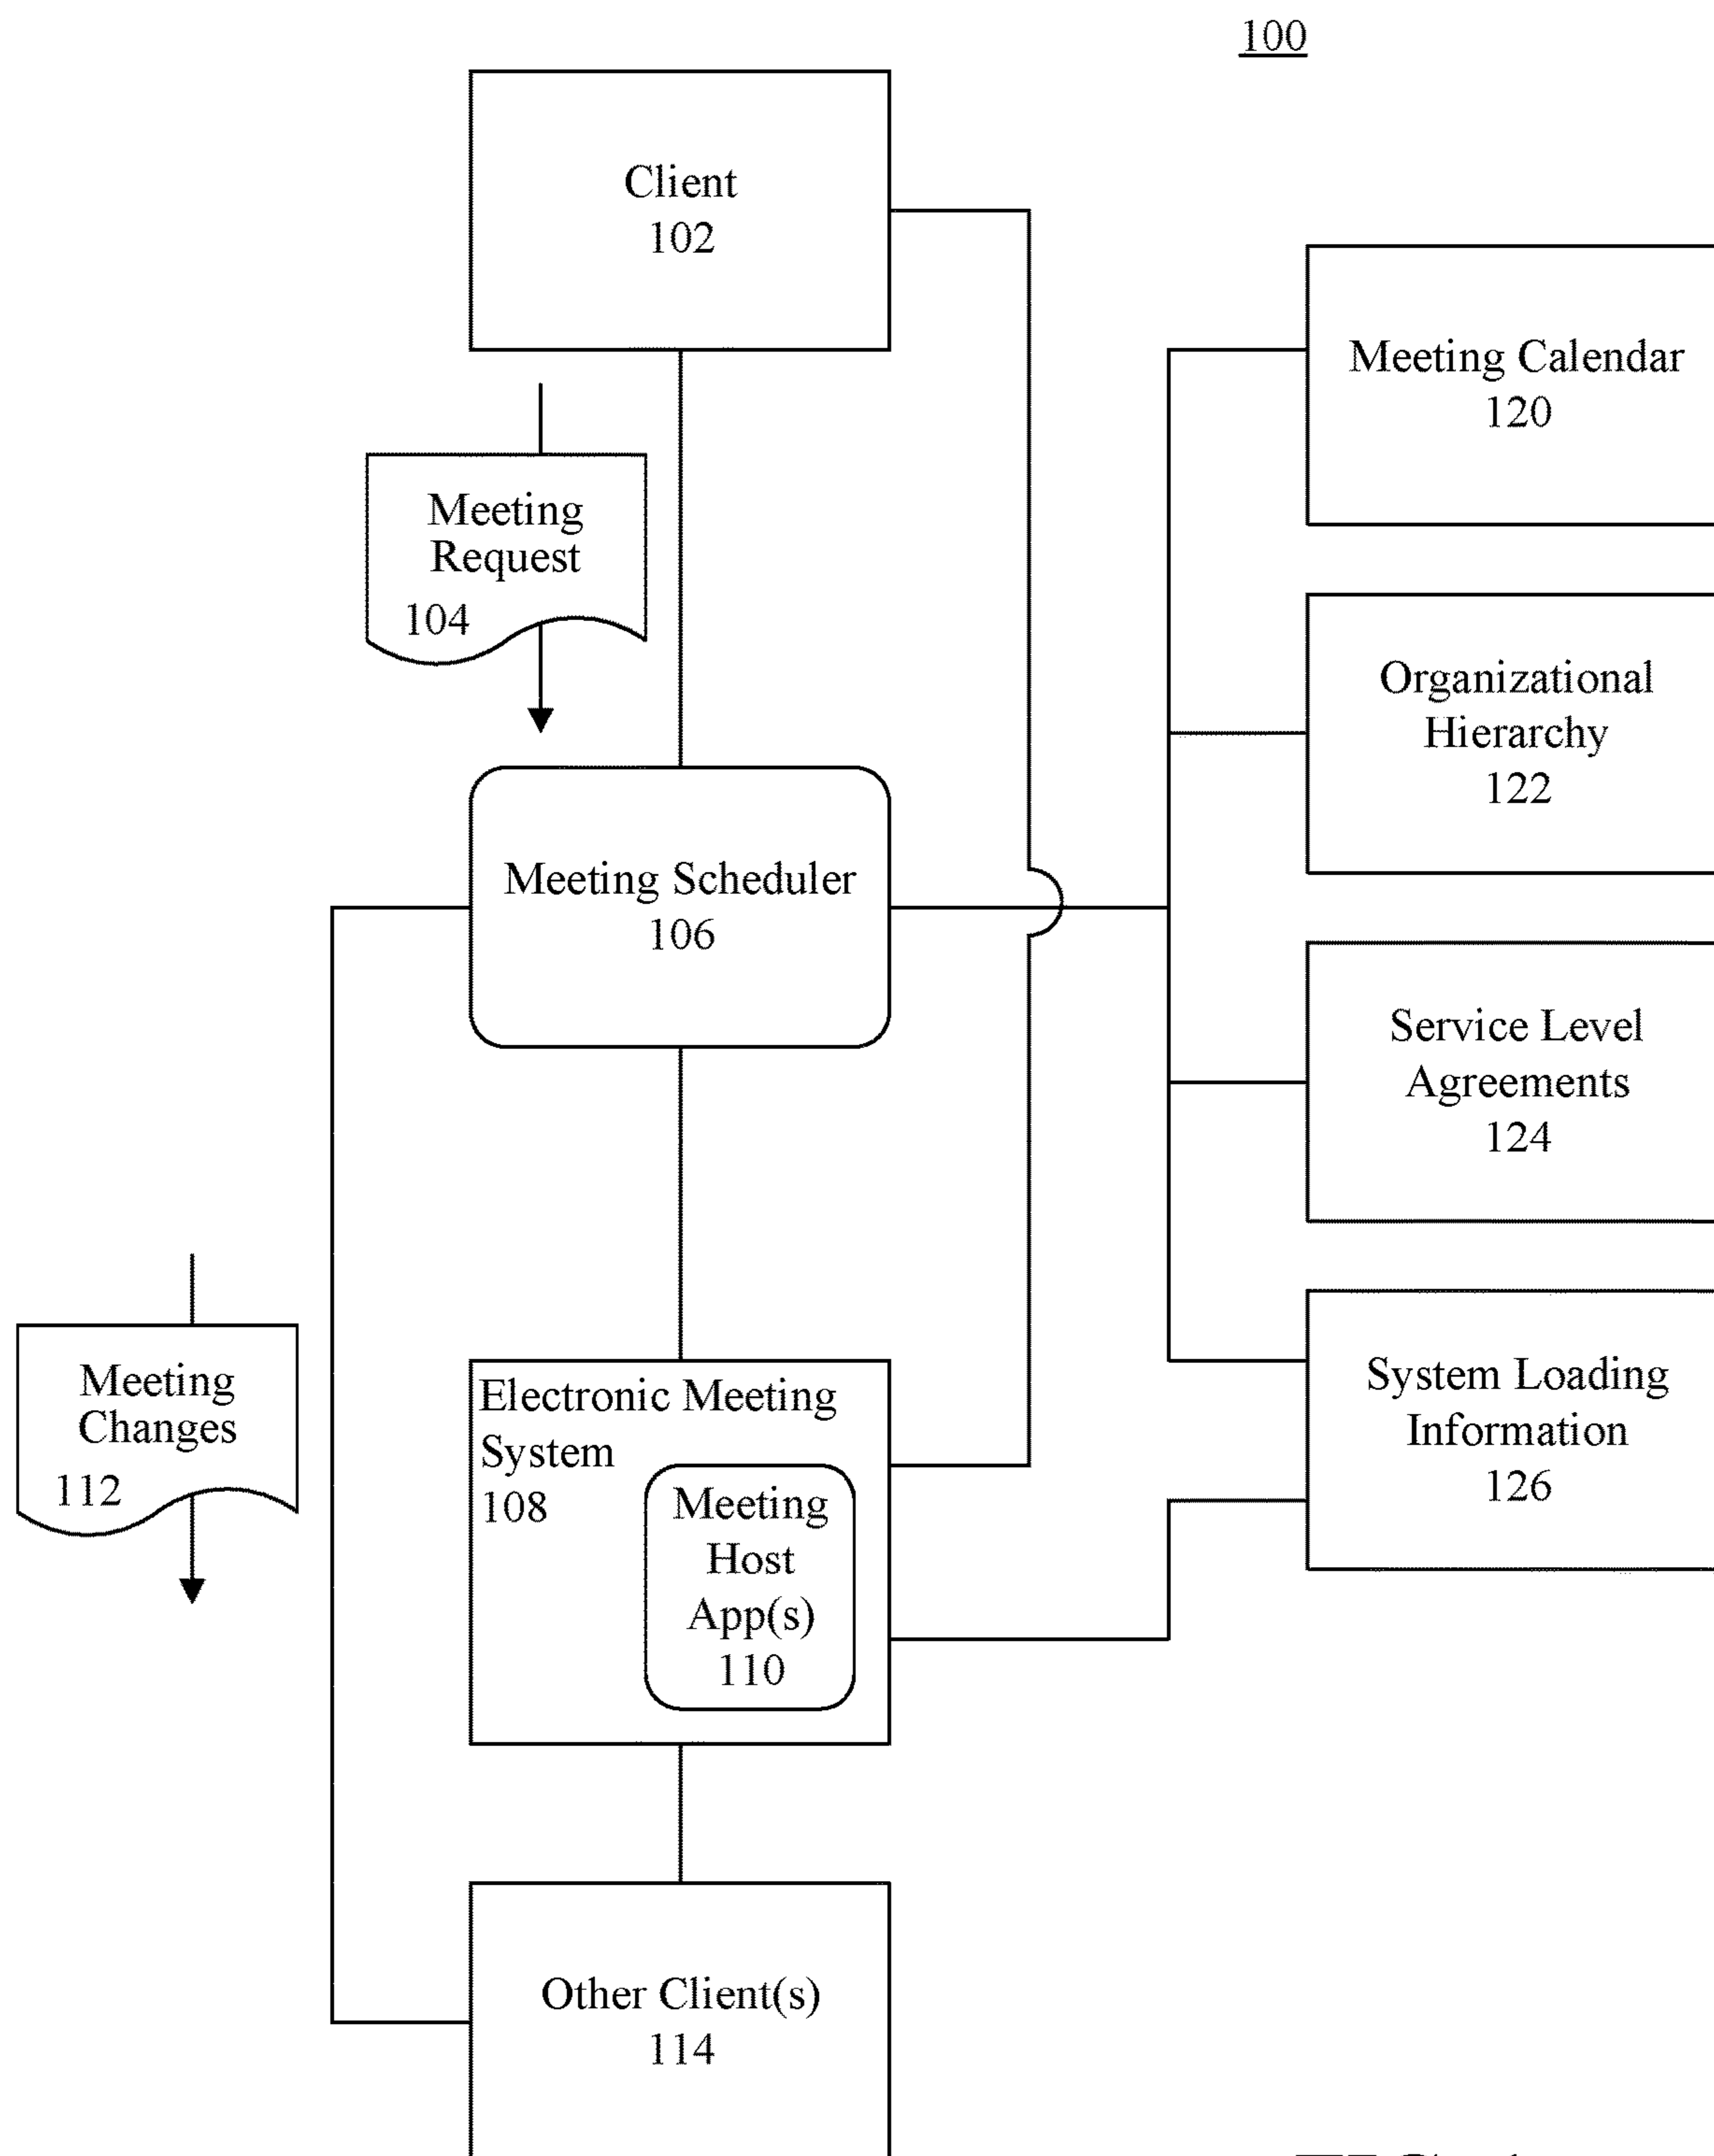 100
Client
102
Meeting Calendar
120
Meeting
Request
104
Organizational
Hierarchy
122
Meeting Scheduler
106
Service Level
Agreements
124
Meeting
Changes
112
Electronic Meeting
System
108
Meeting
Host
App(s)
110
System Loading
Information
126
Other Client(s)
114